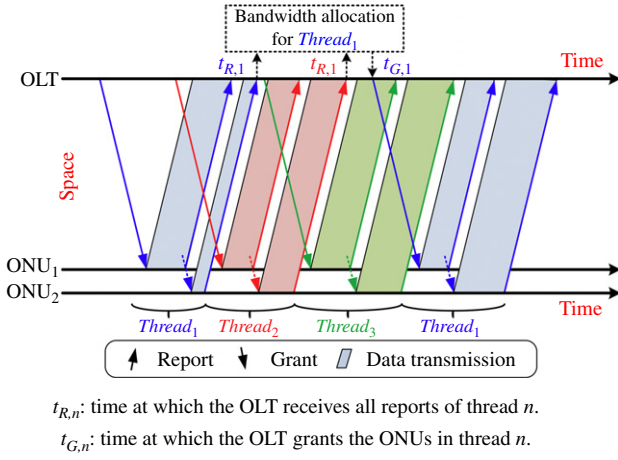 Bandwidth allocation
for Thread1
tR,1 tR,1 tG,1 Time
OLT
Space
ONU1
ONU2
Time
Thread1 Thread2 Thread3 Thread1
Report Grant Data transmission
tR,n: time at which the OLT receives all reports of thread n.
tG,n: time at which the OLT grants the ONUs in thread n.